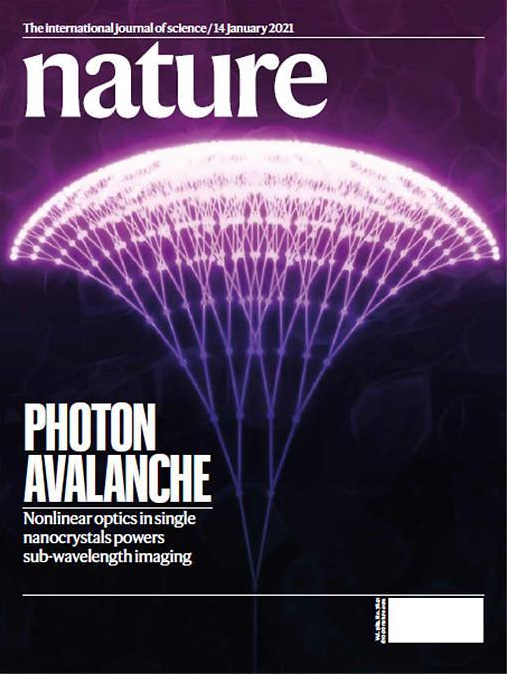 The international journal of science / 14 January 2021
nature
PHOTON
AVALANCHE
Nonlinear optics in single
nanocrystals powers
sub-wavelength imaging